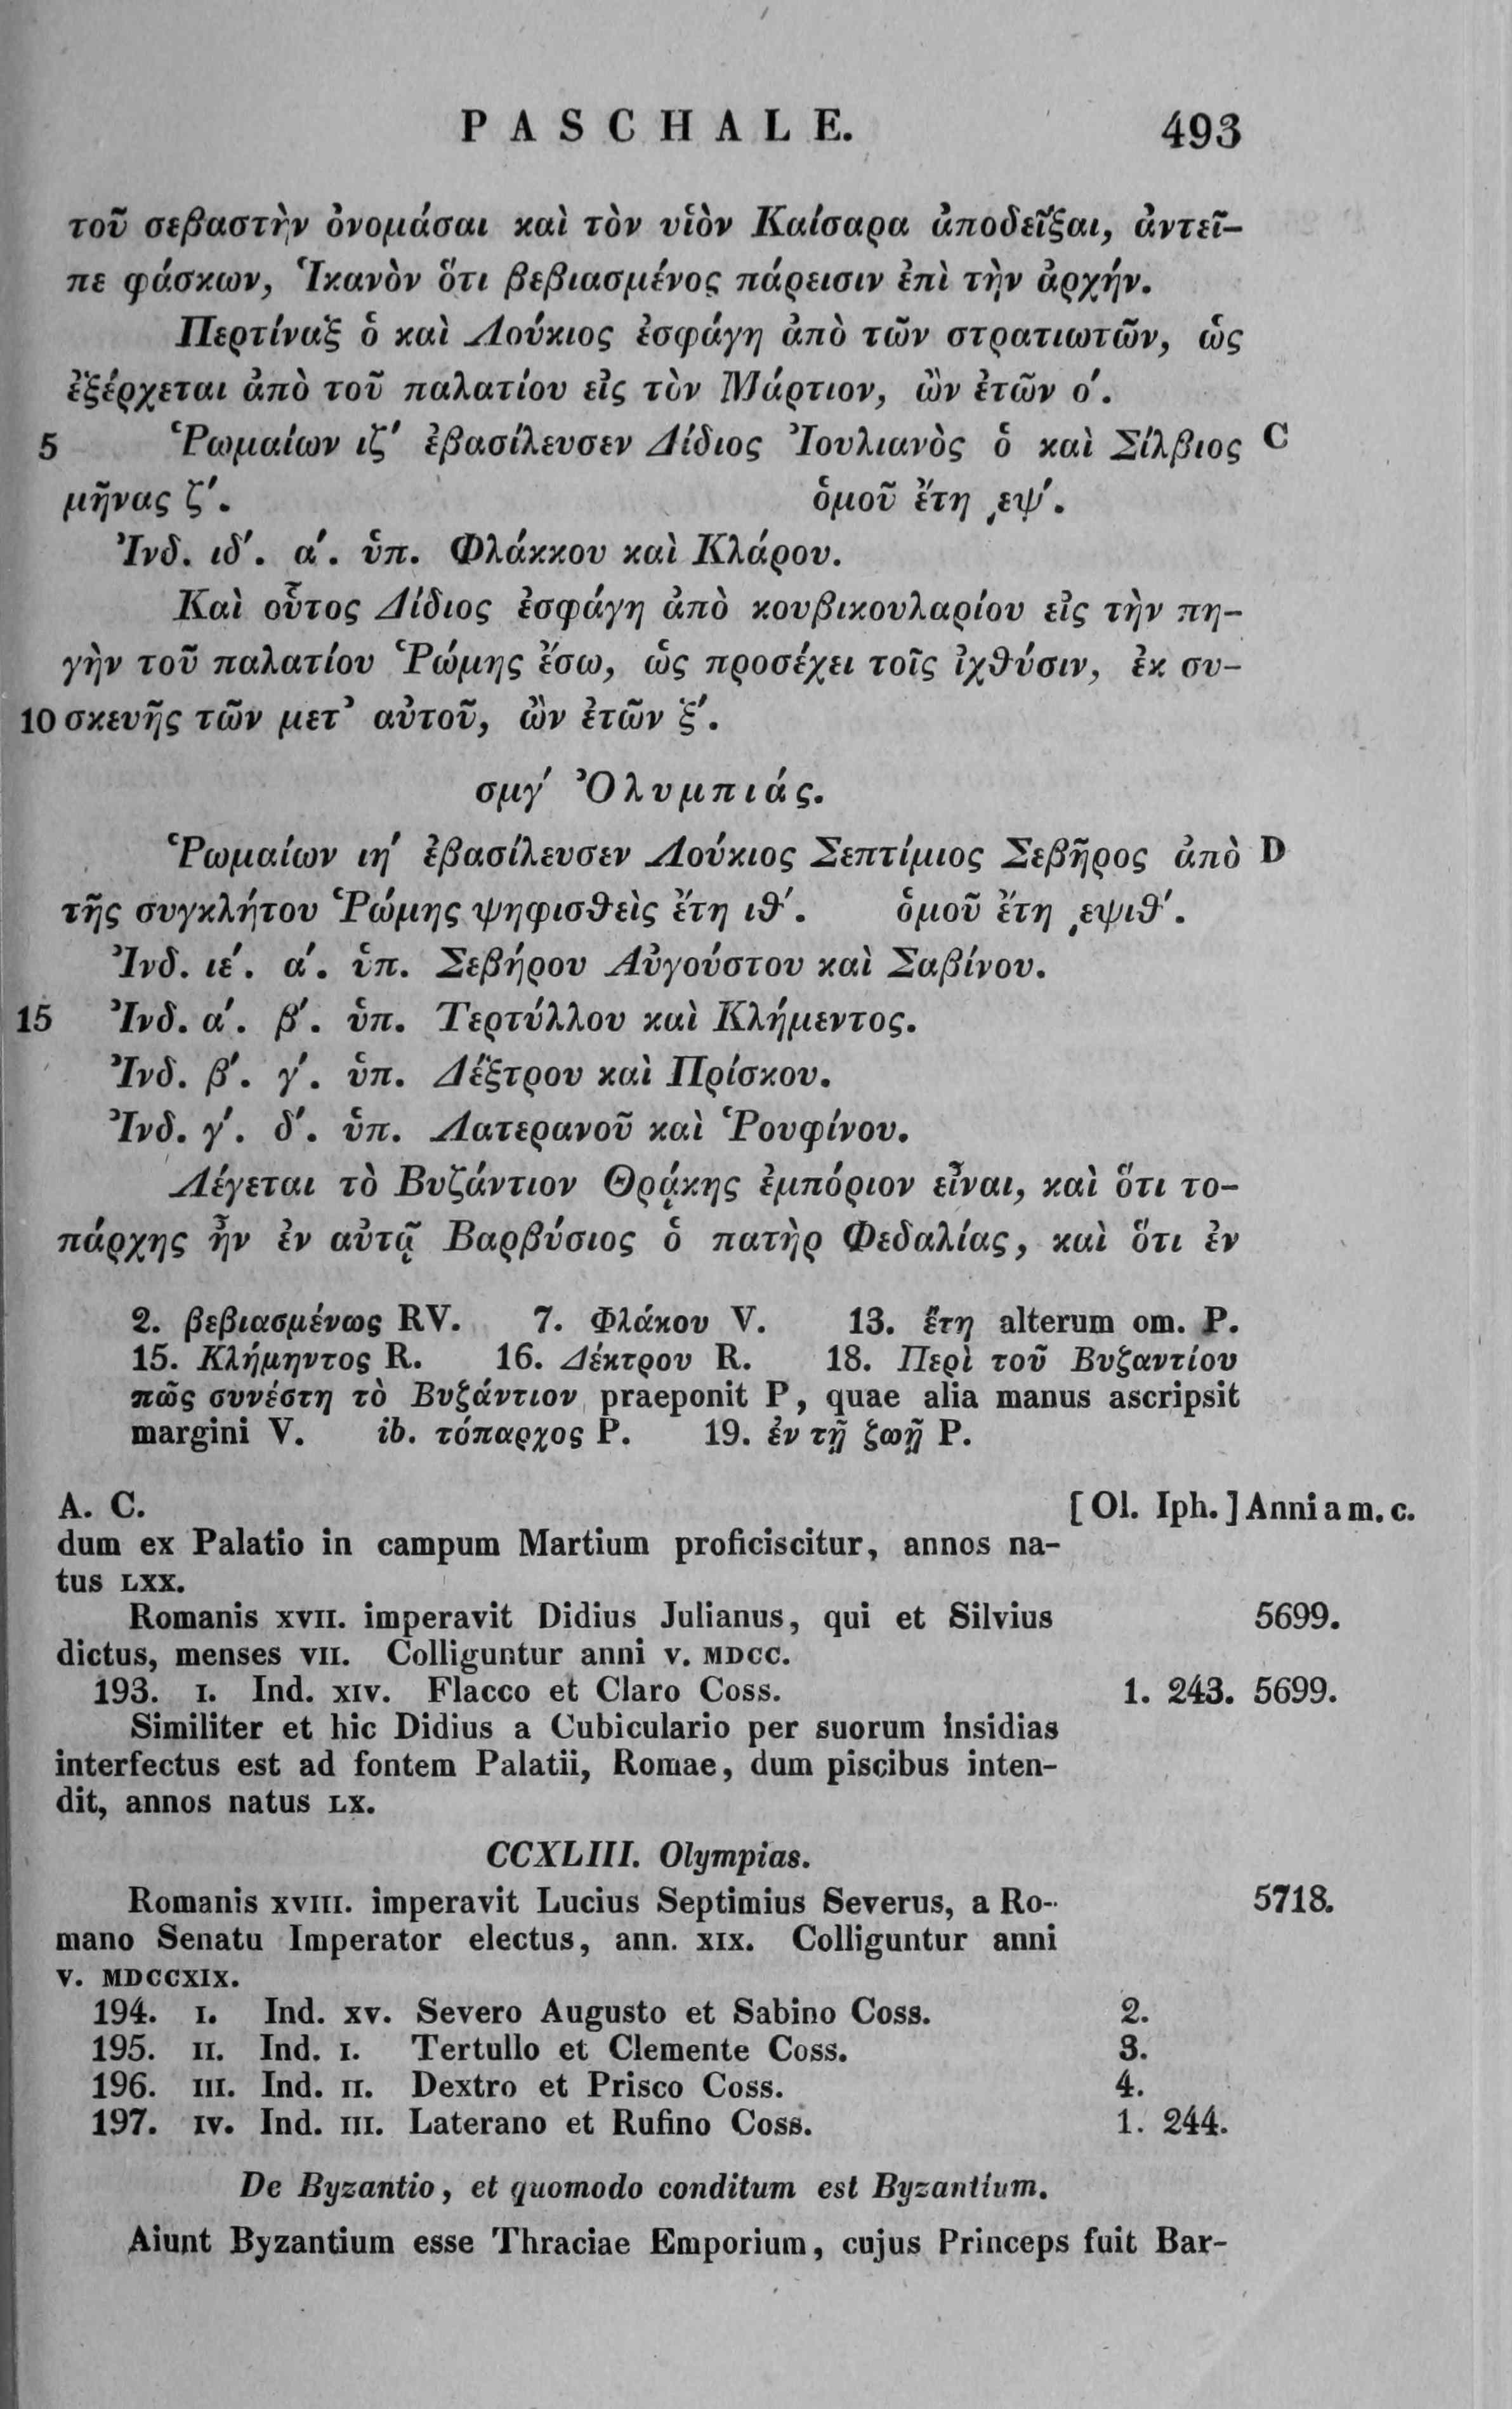 PASCHALE. 493
τοῦ σεβαστὴν ὀνομάσαι καὶ τὸν υἱὸν Καίσαρα ἀποδεῖξαι, ἀντεῖ-
πε φάσκων, Ἱκανὸν ὅτι βεβιασμένος πάρεισιν ἐπὶ τὴν ἀρχήν.
Περτίναξ ὁ καὶ Λούκιος ἐσφάγη ἀπὸ τῶν στρατιωτῶν, ὡς
ἐξέρχεται ἀπὸ τοῦ παλατίου εἰς τὸν Μάρτιον, ὢν ἐτῶν ο΄.
5 Ῥωμαίων ιζ΄ ἐβασίλευσεν Δίδιος Ἰουλιανὸς ὁ καὶ Σίλβιος C
μῆνας ζ΄. ὁμοῦ ἔτη ͵εψ΄.
Ἰνδ. ιδ΄. α΄. ὑπ. Φλάκκου καὶ Κλάρου.
Καὶ οὗτος Δίδιος ἐσφάγη ἀπὸ κουβικουλαρίου εἰς τὴν πη-
γὴν τοῦ παλατίου Ῥώμης ἔσω, ὡς προσέχει τοῖς ἰχθύσιν, ἐκ συ-
10 σκευῆς τῶν μετ᾽ αὐτοῦ, ὢν ἐτῶν ξ΄.
σμγ΄ Ὀλυμπιάς.
Ῥωμαίων ιη΄ ἐβασίλευσεν Λούκιος Σεπτίμιος Σεβῆρος ἀπὸ D
τῆς συγκλήτου Ῥώμης ψηφισθεὶς ἔτη ιθ΄. ὁμοῦ ἔτη ͵εψιθ΄.
Ἰνδ. ιε΄. α΄. ὑπ. Σεβήρου Αὐγούστου καὶ Σαβίνου.
15 Ἰνδ. α΄. β΄. ὑπ. Τερτύλλου καὶ Κλήμεντος.
Ἰνδ. β΄. γ΄. ὑπ. Δέξτρου καὶ Πρίσκου.
Ἰνδ. γ΄. δ΄. ὑπ. Λατερανοῦ καὶ Ῥουφίνου.
Λέγεται τὸ Βυζάντιον Θρᾴκης ἐμπόριον εἶναι, καὶ ὅτι το-
πάρχης ἦν ἐν αὐτᾷ Βαρβύσιος ὁ πατὴρ Φεδαλίας, καὶ ὅτι ἐν
2. βεβιασμένως RV. 7. Φλάκου V. 13. ἔτη alterum om. P.
15. Κλήμηντος R. 16. Δέκτρου R. 18. Περὶ τοῦ Βυζαντίου
πῶς συνέστη τὸ Βυζάντιον praeponit P, quae alia manus ascripsit
margini V. ib. τόπαρχος P. 19. ἐν τῇ ζωῇ P.
A. C. [Ol. Iph.] Anni a m. c.
dum ex Palatio in campum Martium proficiscitur, annos na-
tus LXX.
Romanis XVII. imperavit Didius Julianus, qui et Silvius 5699.
dictus, menses VII. Colliguntur anni V. MDCC.
193. I. Ind. XIV. Flacco et Claro Coss. 1. 243. 5699.
Similiter et hic Didius a Cubiculario per suorum insidias
interfectus est ad fontem Palatii, Romae, dum piscibus inten-
dit, annos natus LX.
CCXLIII. Olympias.
Romanis XVIII. imperavit Lucius Septimius Severus, a Ro- 5718.
mano Senatu Imperator electus, ann. XIX. Colliguntur anni
V. MDCCXIX.
194. I. Ind. XV. Severo Augusto et Sabino Coss. 2.
195. II. Ind. I. Tertullo et Clemente Coss. 3.
196. III. Ind. II. Dextro et Prisco Coss. 4.
197. IV. Ind. III. Laterano et Rufino Coss. 1. 244.
De Byzantio, et quomodo conditum est Byzantium.
Aiunt Byzantium esse Thraciae Emporium, cujus Princeps fuit Bar-